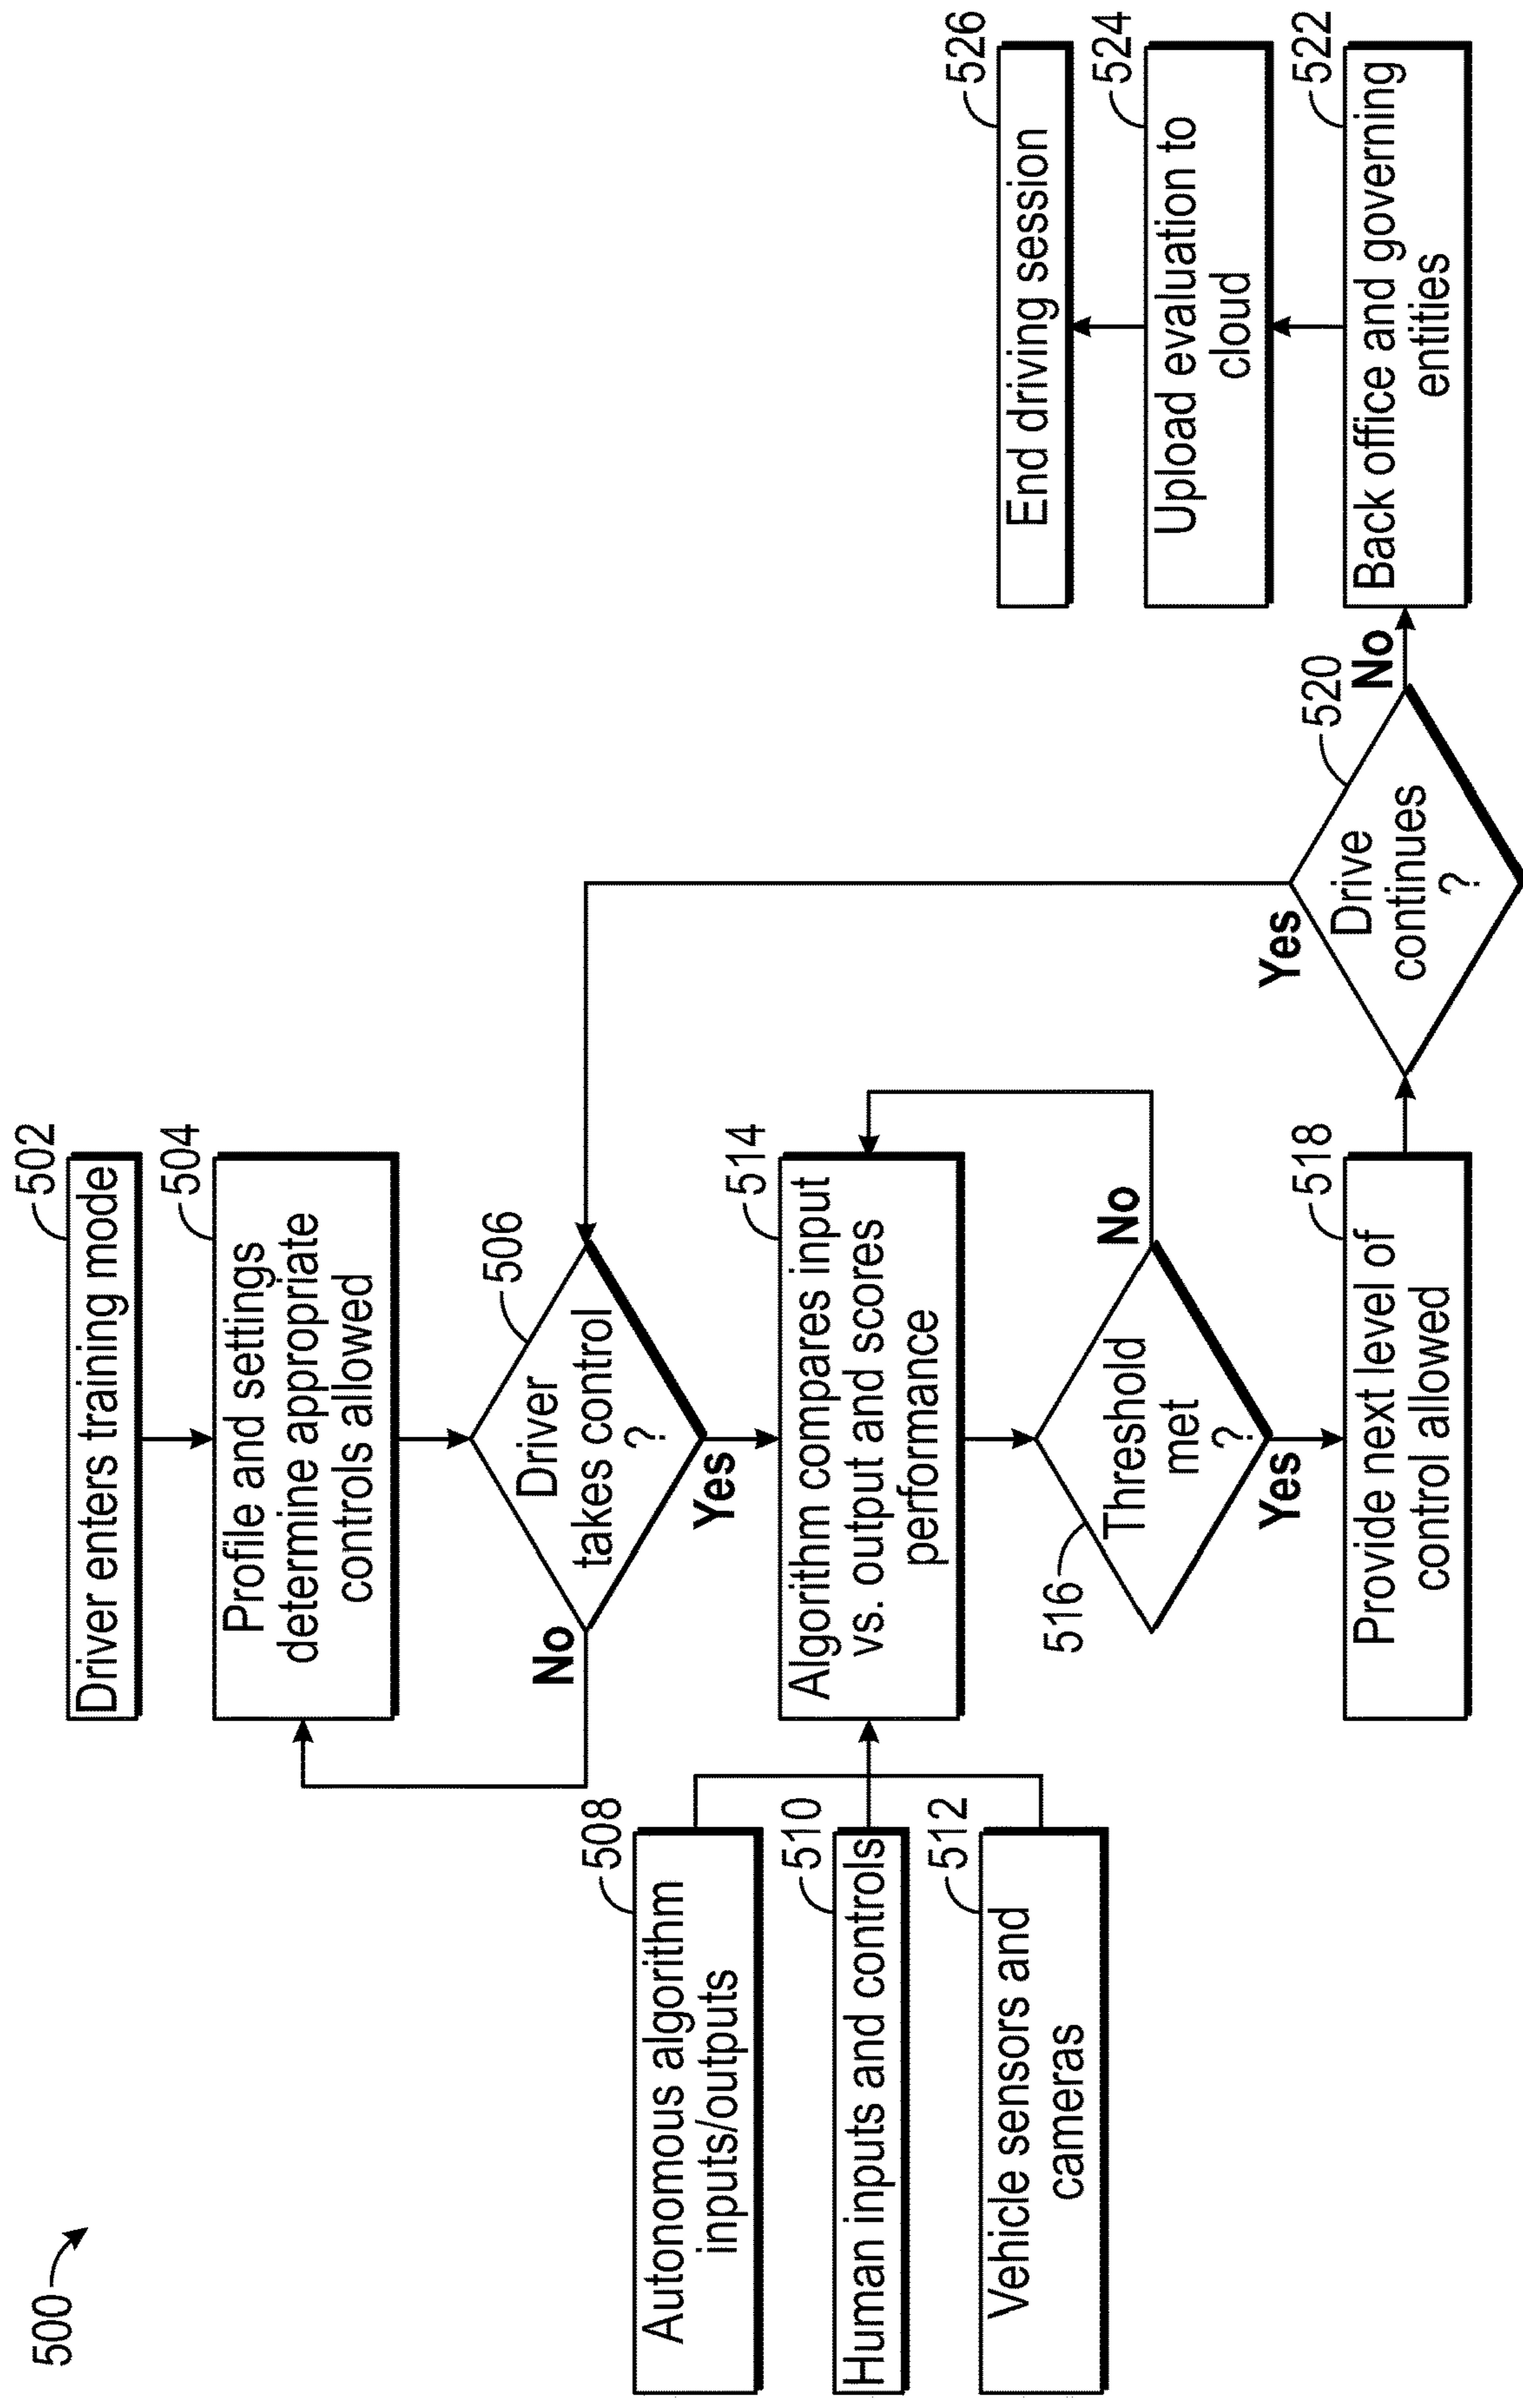 500
502
Driver enters training mode
504
Profile and settings
determine appropriate
controls allowed
506
Driver
takes control
?
No
Yes
508
Autonomous algorithm
inputs/outputs
510
Human inputs and controls
512
Vehicle sensors and
cameras
514
Algorithm compares input
vs. output and scores
performance
516
Threshold
met
?
No
Yes
518
Provide next level of
control allowed
520
Drive
continues
?
Yes
No
522
Back office and governing
entities
524
Upload evaluation to
cloud
526
End driving session